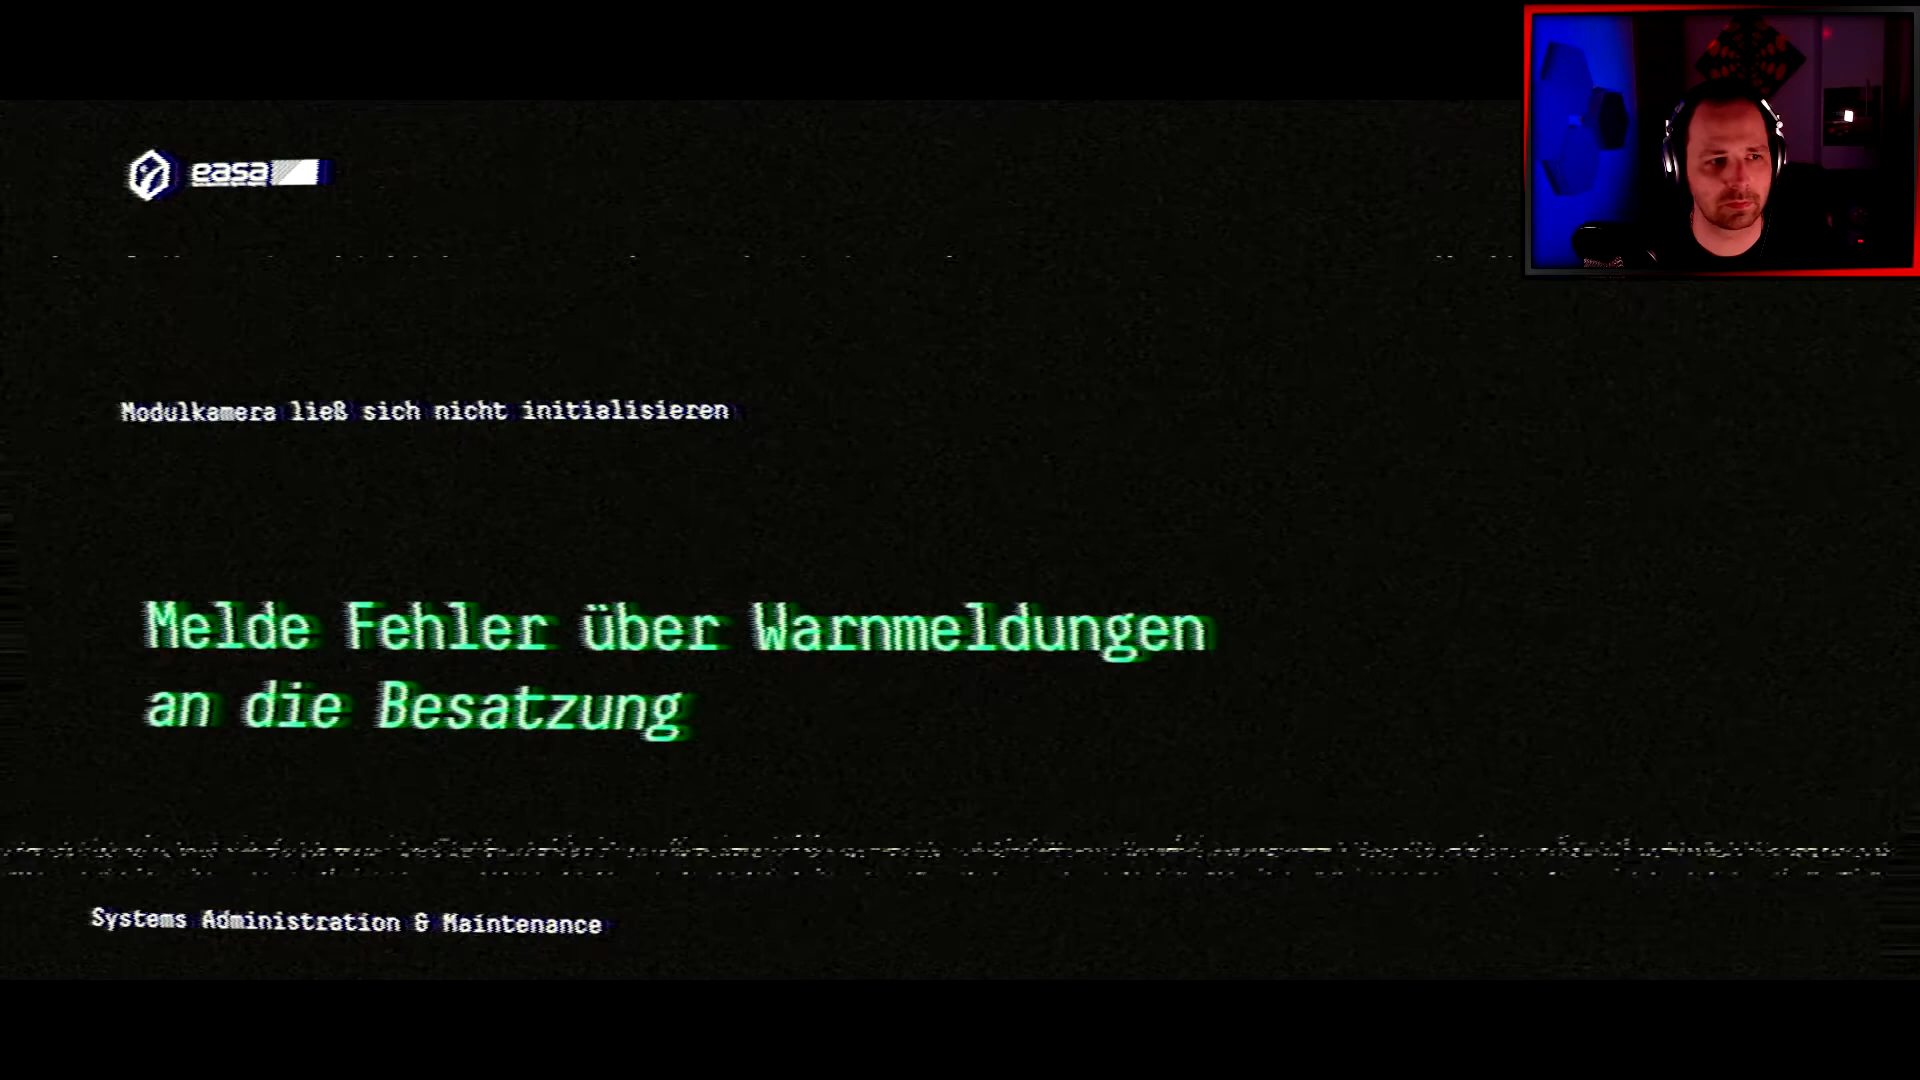 easa
Modulkamera ließ sich nicht initialisieren
Melde Fehler über Warnmeldungen
an die Besatzung
Systems Administration & Maintenance